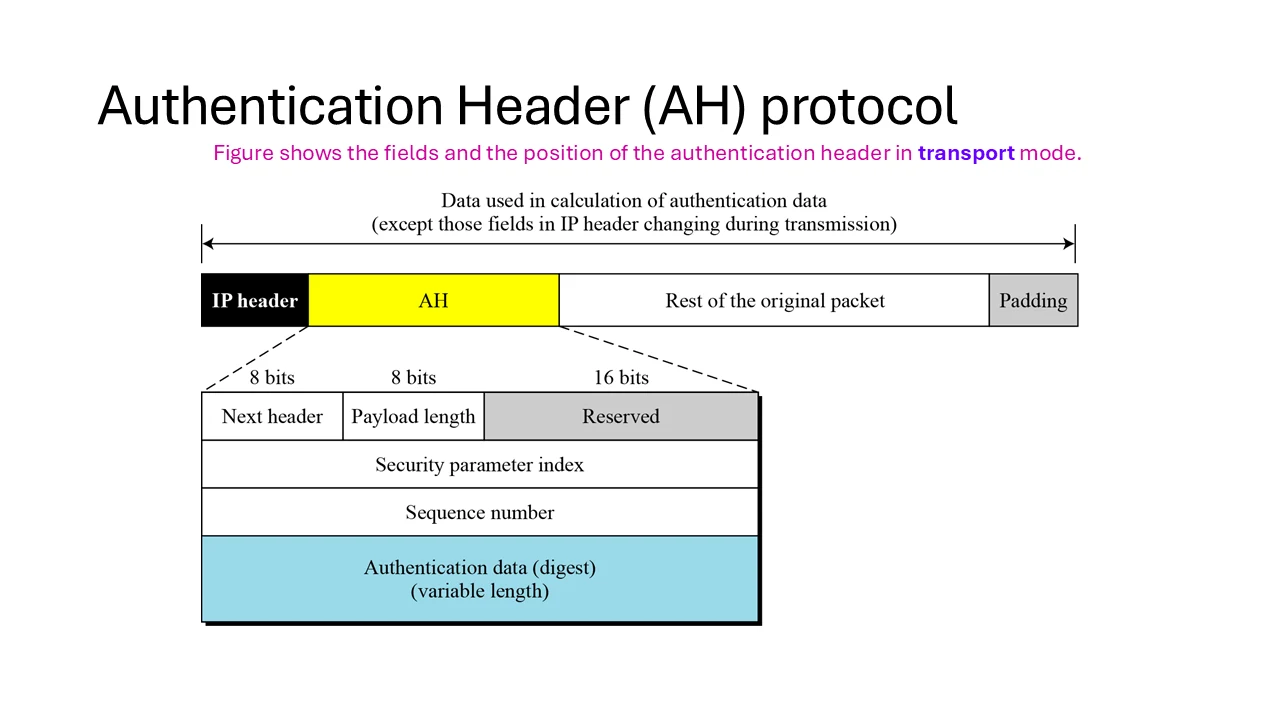 Authentication Header (AH) protocol
Figure shows the fields and the position of the authentication header in transport mode.
Data used in calculation of authentication data
(except those fields in IP header changing during transmission)
IP header
AH
Rest of the original packet
Padding
8 bits
8 bits
16 bits
Next header
Payload length
Reserved
Security parameter index
Sequence number
Authentication data (digest)
(variable length)